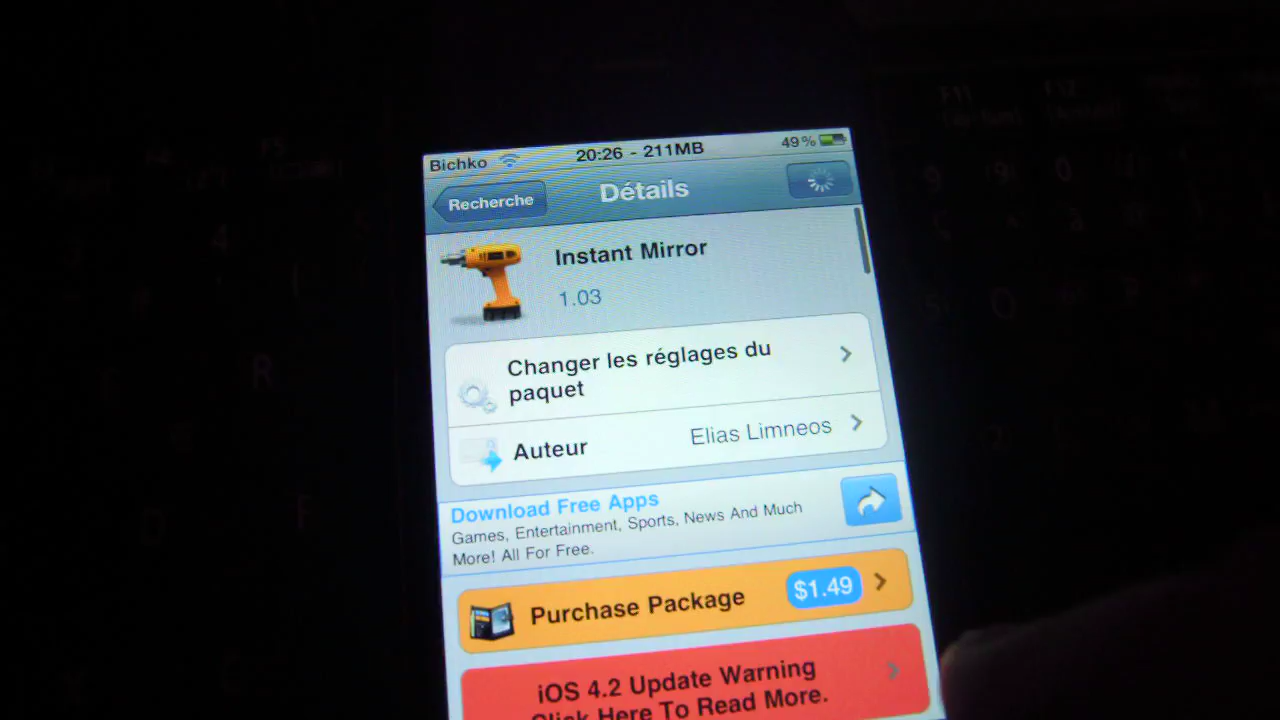 Bichko 20:26 - 211MB 49%
Recherche Détails
Instant Mirror
1.03
Changer les réglages du
paquet
Auteur Elias Limneos
Download Free Apps
Games, Entertainment, Sports, News And Much
More! All For Free.
Purchase Package $1.49
iOS 4.2 Update Warning
Click Here To Read More.
F11
R
F